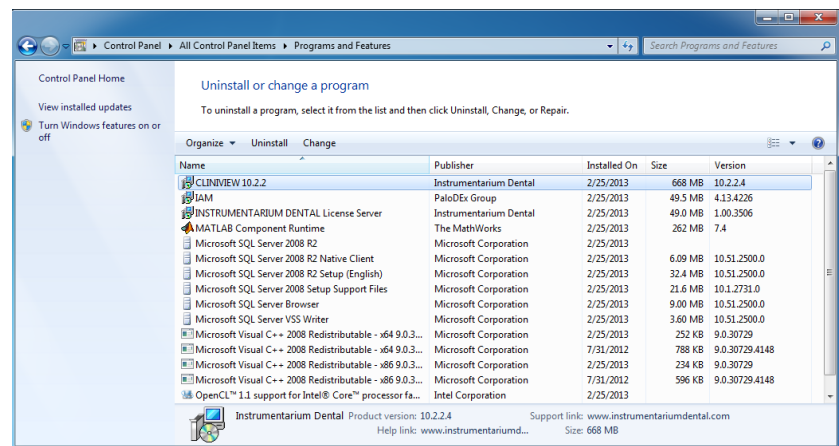 Control Panel ▸ All Control Panel Items ▸ Programs and Features
Search Programs and Features
Control Panel Home
View installed updates
Turn Windows features on or
off
Uninstall or change a program
To uninstall a program, select it from the list and then click Uninstall, Change, or Repair.
Organize Uninstall Change
Name Publisher Installed On Size Version
CLINIVIEW 10.2.2 Instrumentarium Dental 2/25/2013 668 MB 10.2.2.4
IAM PaloDEx Group 2/25/2013 49.5 MB 4.13.4226
INSTRUMENTARIUM DENTAL License Server Instrumentarium Dental 2/25/2013 49.0 MB 1.00.3506
MATLAB Component Runtime The MathWorks 2/25/2013 262 MB 7.4
Microsoft SQL Server 2008 R2 Microsoft Corporation 2/25/2013
Microsoft SQL Server 2008 R2 Native Client Microsoft Corporation 2/25/2013 6.09 MB 10.51.2500.0
Microsoft SQL Server 2008 R2 Setup (English) Microsoft Corporation 2/25/2013 32.4 MB 10.51.2500.0
Microsoft SQL Server 2008 Setup Support Files Microsoft Corporation 2/25/2013 21.6 MB 10.1.2731.0
Microsoft SQL Server Browser Microsoft Corporation 2/25/2013 9.00 MB 10.51.2500.0
Microsoft SQL Server VSS Writer Microsoft Corporation 2/25/2013 3.60 MB 10.51.2500.0
Microsoft Visual C++ 2008 Redistributable - x64 9.0.3... Microsoft Corporation 2/25/2013 252 KB 9.0.30729
Microsoft Visual C++ 2008 Redistributable - x64 9.0.3... Microsoft Corporation 7/31/2012 788 KB 9.0.30729.4148
Microsoft Visual C++ 2008 Redistributable - x86 9.0.3... Microsoft Corporation 2/25/2013 234 KB 9.0.30729
Microsoft Visual C++ 2008 Redistributable - x86 9.0.3... Microsoft Corporation 7/31/2012 596 KB 9.0.30729.4148
OpenCL™ 1.1 support for Intel® Core™ processor fa... Intel Corporation 2/25/2013
Instrumentarium Dental Product version: 10.2.2.4 Support link: www.instrumentariumdental.com
Help link: www.instrumentariumd... Size: 668 MB